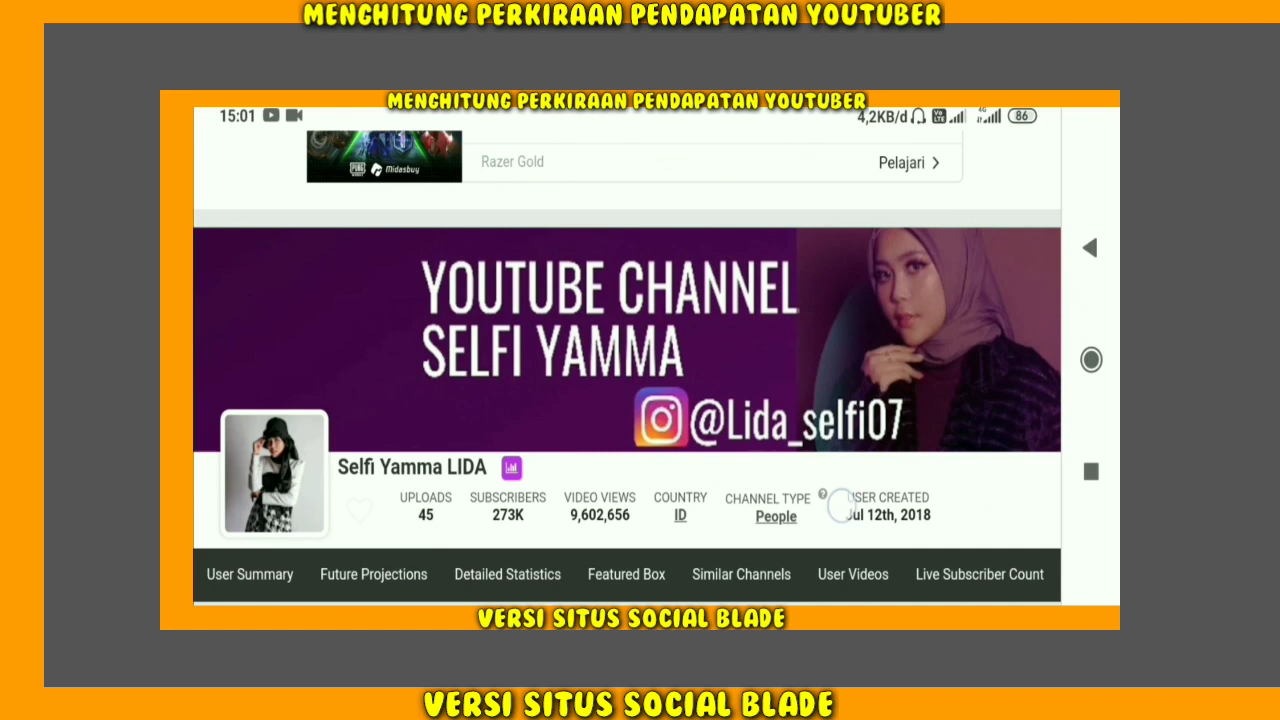 MENGHITUNG PERKIRAAN PENDAPATAN YOUTUBER
MENGHITUNG PERKIRAAN PENDAPATAN YOUTUBER
15:01 4,2KB/d 4G 86
PUBG MOBILE Midasbuy
Razer Gold Pelajari
YOUTUBE CHANNEL
SELFI YAMMA
@Lida_selfi07
Selfi Yamma LIDA
UPLOADS SUBSCRIBERS VIDEO VIEWS COUNTRY CHANNEL TYPE USER CREATED
45 273K 9,602,656 ID People Jul 12th, 2018
User Summary Future Projections Detailed Statistics Featured Box Similar Channels User Videos Live Subscriber Count
VERSI SITUS SOCIAL BLADE
VERSI SITUS SOCIAL BLADE